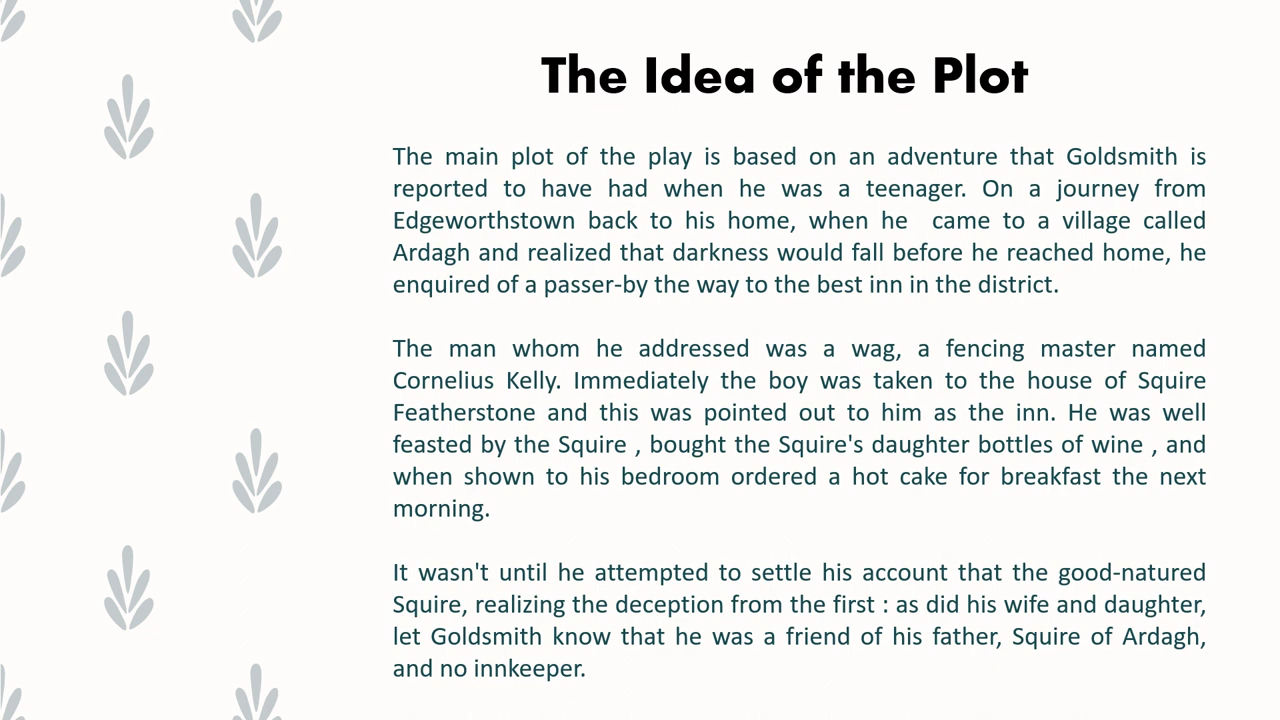 The Idea of the Plot
The main plot of the play is based on an adventure that Goldsmith is
reported to have had when he was a teenager. On a journey from
Edgeworthstown back to his home, when he  came to a village called
Ardagh and realized that darkness would fall before he reached home, he
enquired of a passer-by the way to the best inn in the district.
The man whom he addressed was a wag, a fencing master named
Cornelius Kelly. Immediately the boy was taken to the house of Squire
Featherstone and this was pointed out to him as the inn. He was well
feasted by the Squire , bought the Squire's daughter bottles of wine , and
when shown to his bedroom ordered a hot cake for breakfast the next
morning.
It wasn't until he attempted to settle his account that the good-natured
Squire, realizing the deception from the first : as did his wife and daughter,
let Goldsmith know that he was a friend of his father, Squire of Ardagh,
and no innkeeper.